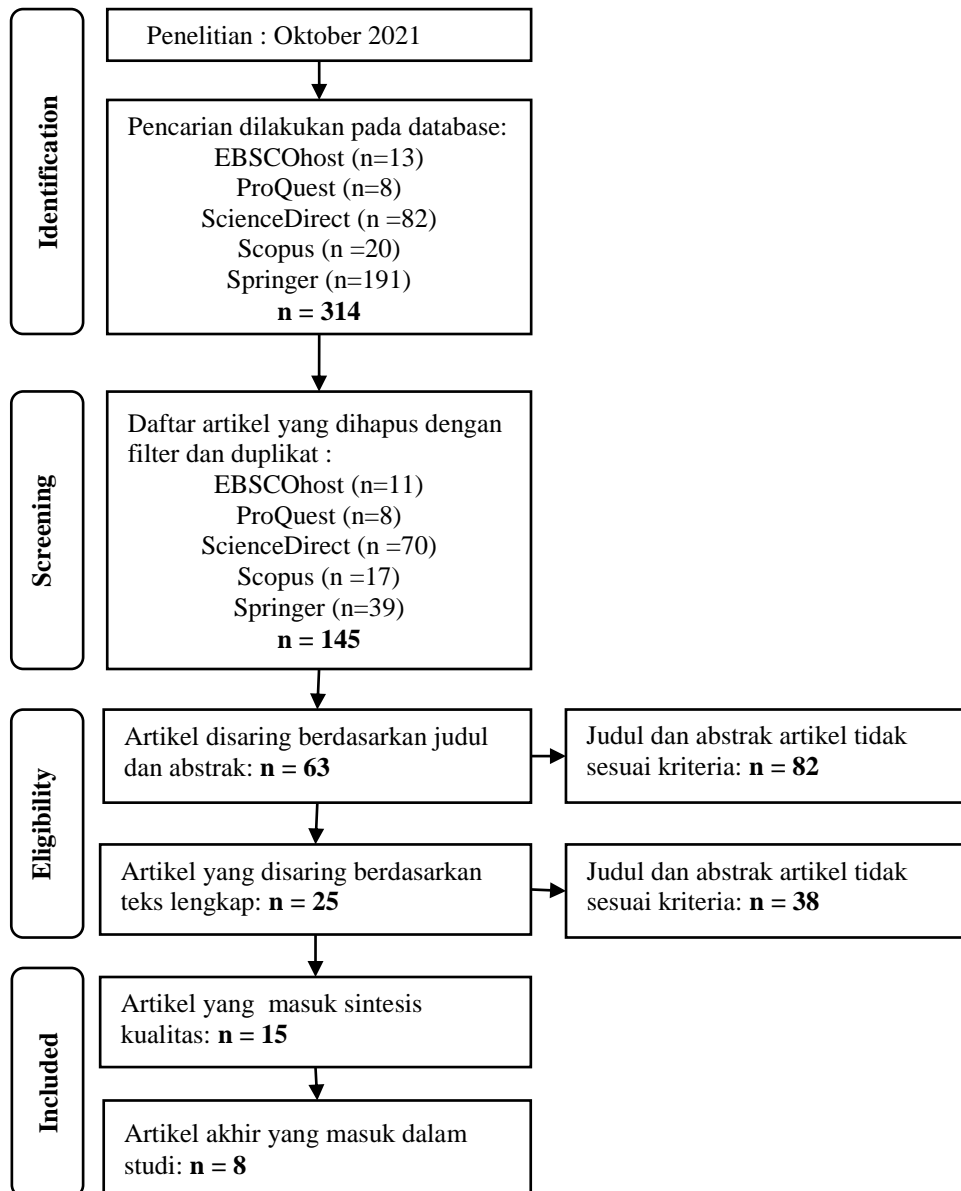 Identification
Penelitian : Oktober 2021
Pencarian dilakukan pada database:
EBSCOhost (n=13)
ProQuest (n=8)
ScienceDirect (n =82)
Scopus (n =20)
Springer (n=191)
n = 314
Screening
Daftar artikel yang dihapus dengan
filter dan duplikat :
EBSCOhost (n=11)
ProQuest (n=8)
ScienceDirect (n =70)
Scopus (n =17)
Springer (n=39)
n = 145
Eligibility
Artikel disaring berdasarkan judul
dan abstrak: n = 63
Judul dan abstrak artikel tidak
sesuai kriteria: n = 82
Artikel yang disaring berdasarkan
teks lengkap: n = 25
Judul dan abstrak artikel tidak
sesuai kriteria: n = 38
Included
Artikel yang  masuk sintesis
kualitas: n = 15
Artikel akhir yang masuk dalam
studi: n = 8